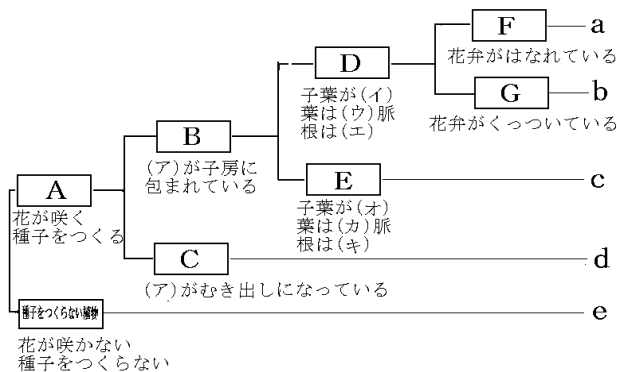 F
a
花弁がはなれている
D
G
b
子葉が(イ)
葉は(ウ)脈
根は(エ)
花弁がくっついている
B
(ア)が子房に
包まれている
E
c
子葉が(オ)
葉は(カ)脈
根は(キ)
A
花が咲く
種子をつくる
C
d
(ア)がむき出しになっている
種子をつくらない植物
e
花が咲かない
種子をつくらない